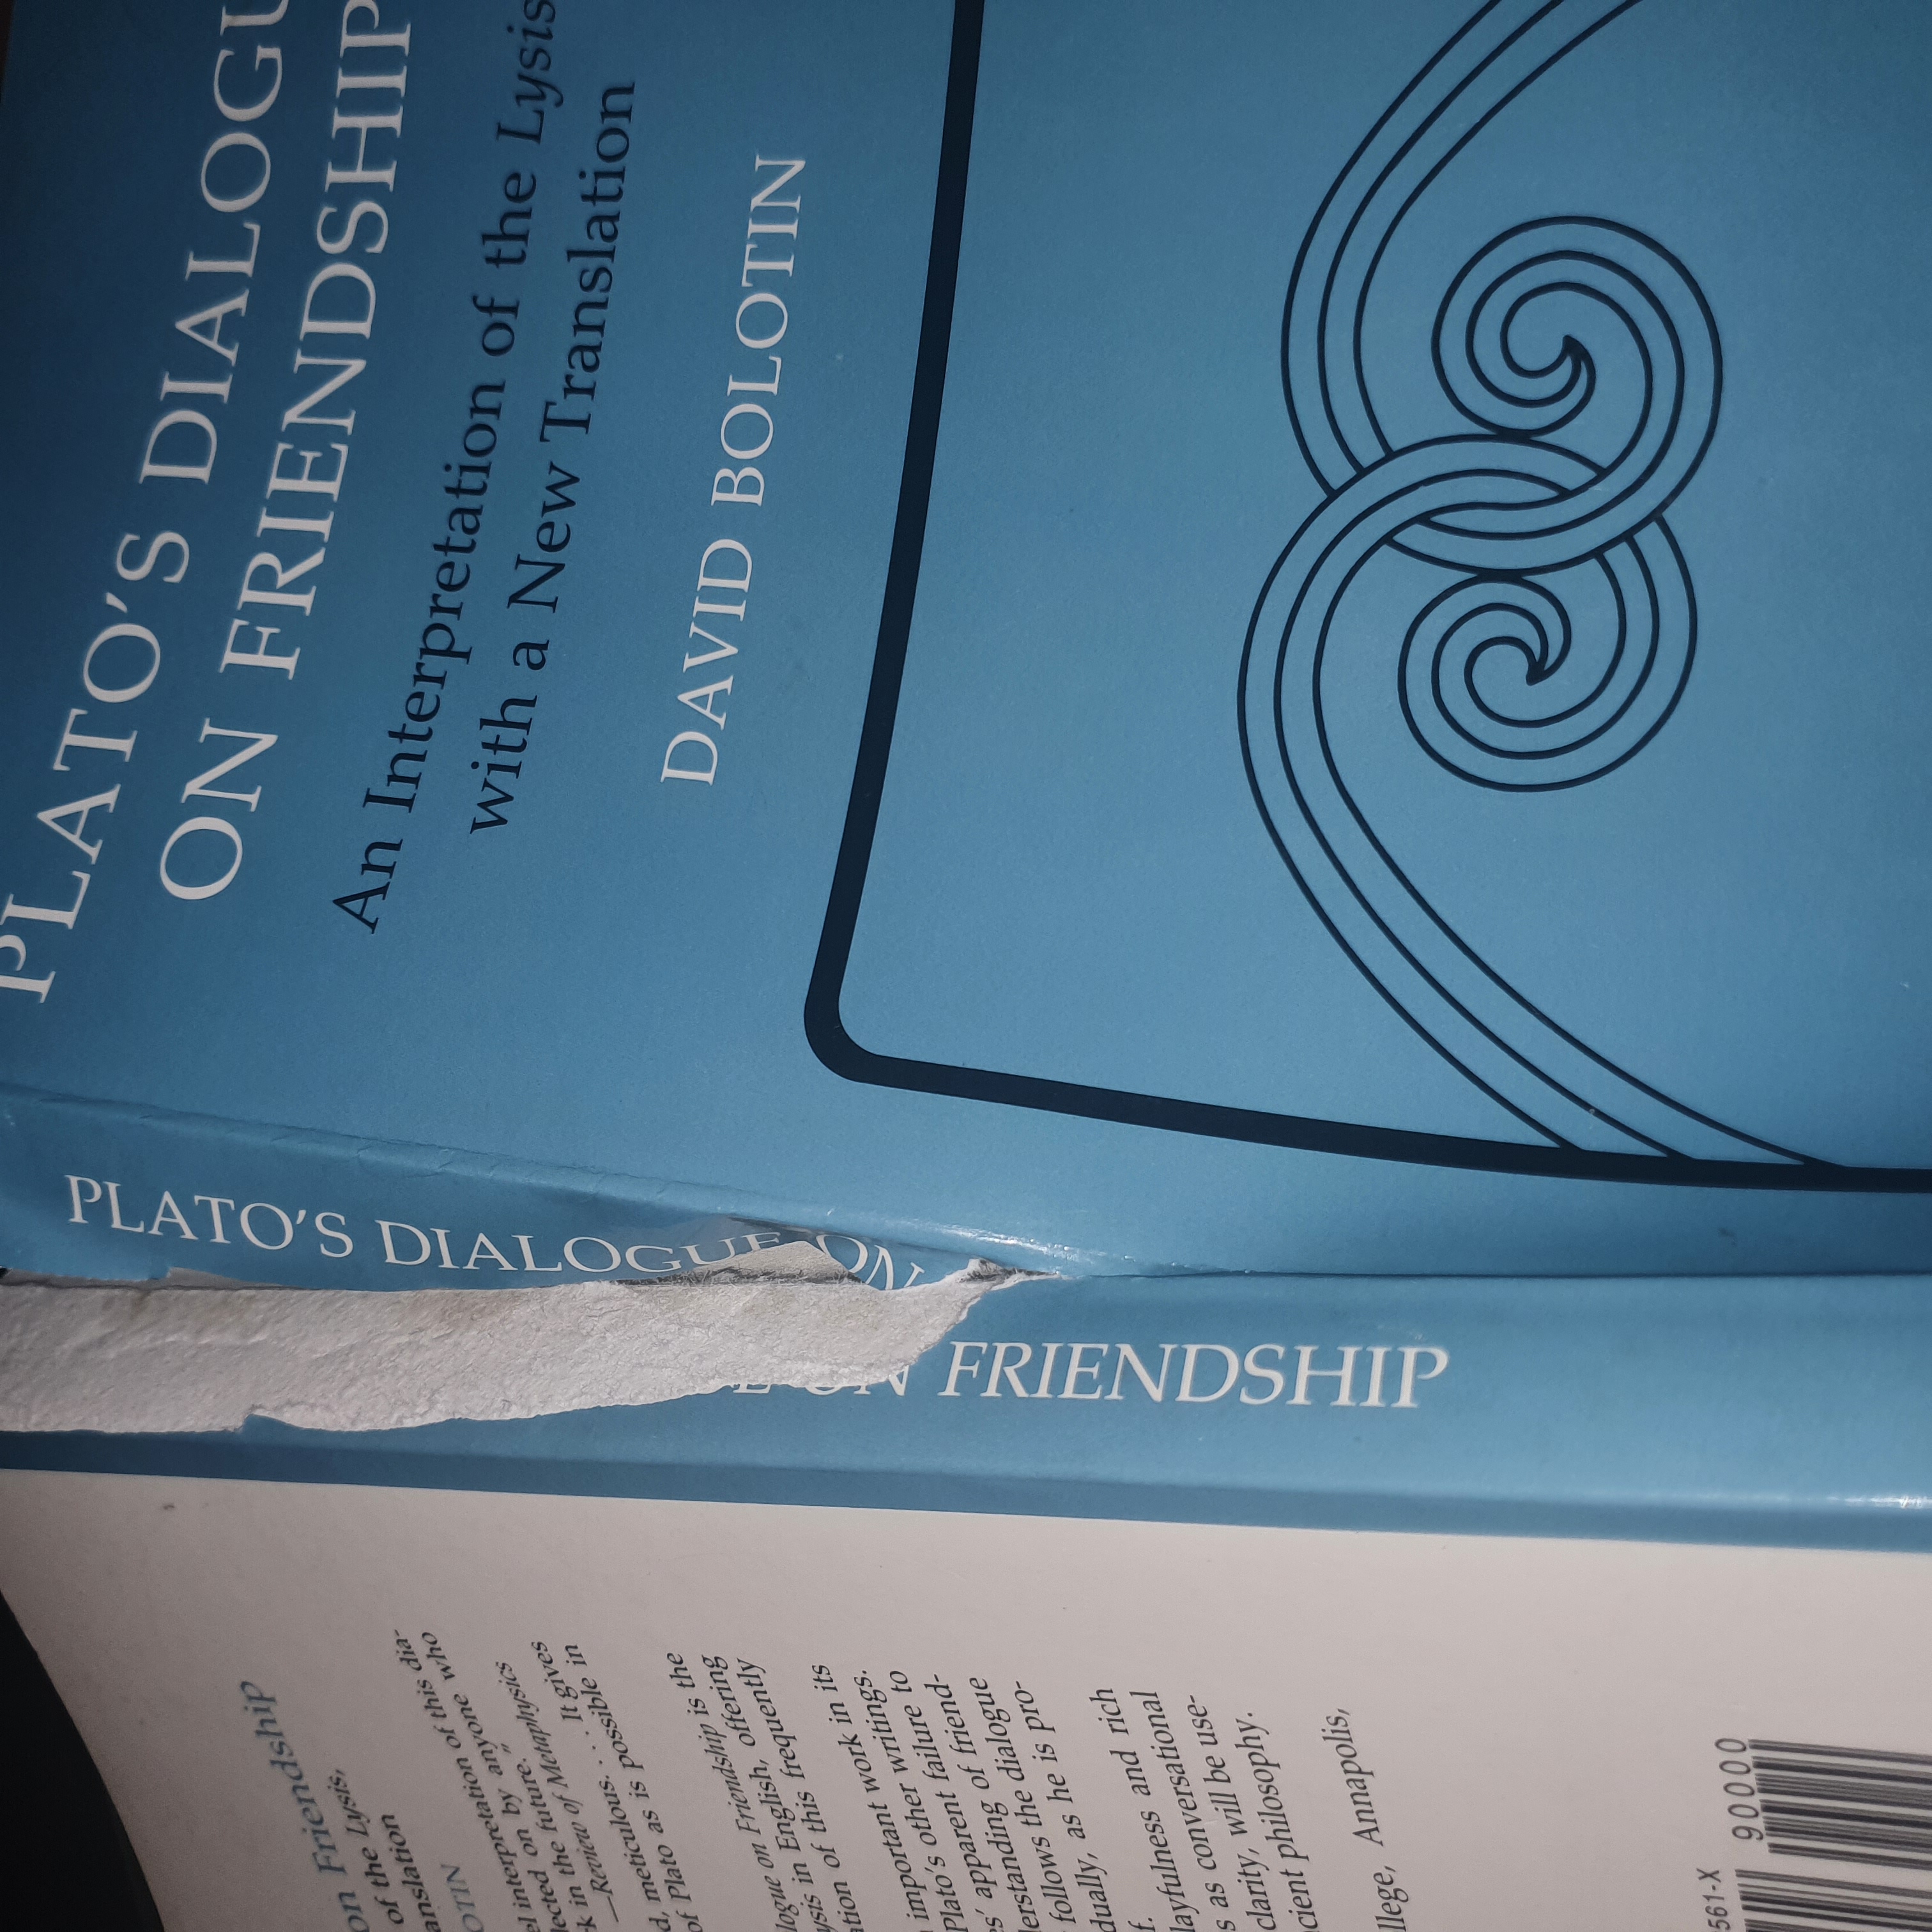 on Friendship
of the Lysis,
anslation
OTIN
el interpretation of this dia-
lected on by anyone who
k in the future."
—Review of Metaphysics
d, meticulous. . . . It gives
of Plato as is possible in
logue on Friendship is the
ysis in English, offering
ation of this frequently
important work in its
Plato's other writings.
es' apparent failure to
derstanding of friend-
follows the dialogue
dually, as he is pro-
f.
layfulness and rich
s as conversational
clarity, will be use-
cient philosophy.
llege, Annapolis,
561-X
90000
PLATO'S DIALOGUE ON
FRIENDSHIP
PLATO'S DIALOGU
ON FRIENDSHIP
An Interpretation of the Lysis
with a New Translation
DAVID BOLOTIN